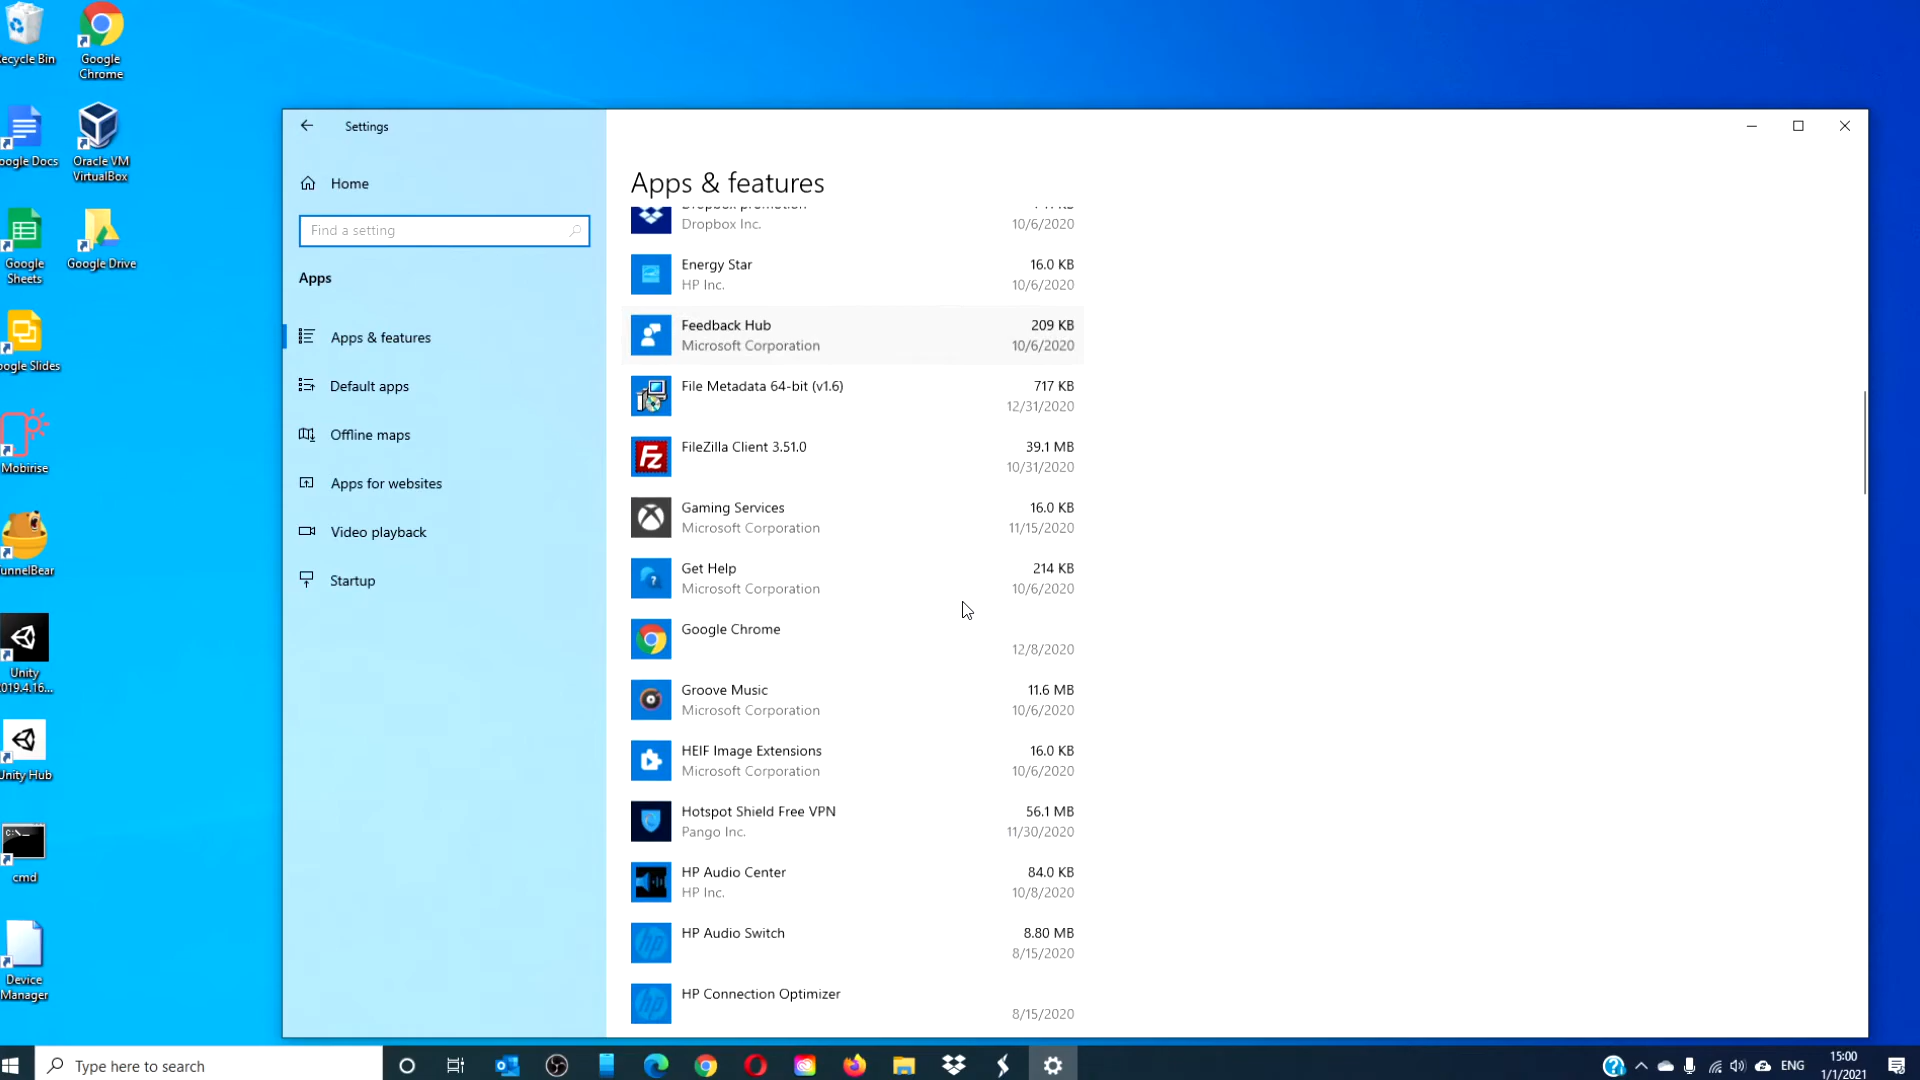 ecycle Bin
Google
Chrome
oogle Docs
Oracle VM
VirtualBox
Google
Sheets
Google Drive
oogle Slides
Mobirise
unnelBear
Unity
019.4.16...
Unity Hub
C:\>_
cmd
Device
Manager
Settings
Home
Find a setting
Apps
Apps & features
Default apps
Offline maps
Apps for websites
Video playback
Startup
Apps & features
Dropbox promotion
Dropbox Inc. 10/6/2020
Energy Star 16.0 KB
HP Inc. 10/6/2020
Feedback Hub 209 KB
Microsoft Corporation 10/6/2020
File Metadata 64-bit (v1.6) 717 KB
12/31/2020
FileZilla Client 3.51.0 39.1 MB
10/31/2020
Gaming Services 16.0 KB
Microsoft Corporation 11/15/2020
Get Help 214 KB
Microsoft Corporation 10/6/2020
Google Chrome
12/8/2020
Groove Music 11.6 MB
Microsoft Corporation 10/6/2020
HEIF Image Extensions 16.0 KB
Microsoft Corporation 10/6/2020
Hotspot Shield Free VPN 56.1 MB
Pango Inc. 11/30/2020
HP Audio Center 84.0 KB
HP Inc. 10/8/2020
HP Audio Switch 8.80 MB
8/15/2020
HP Connection Optimizer
8/15/2020
Type here to search
ENG
15:00
1/1/2021